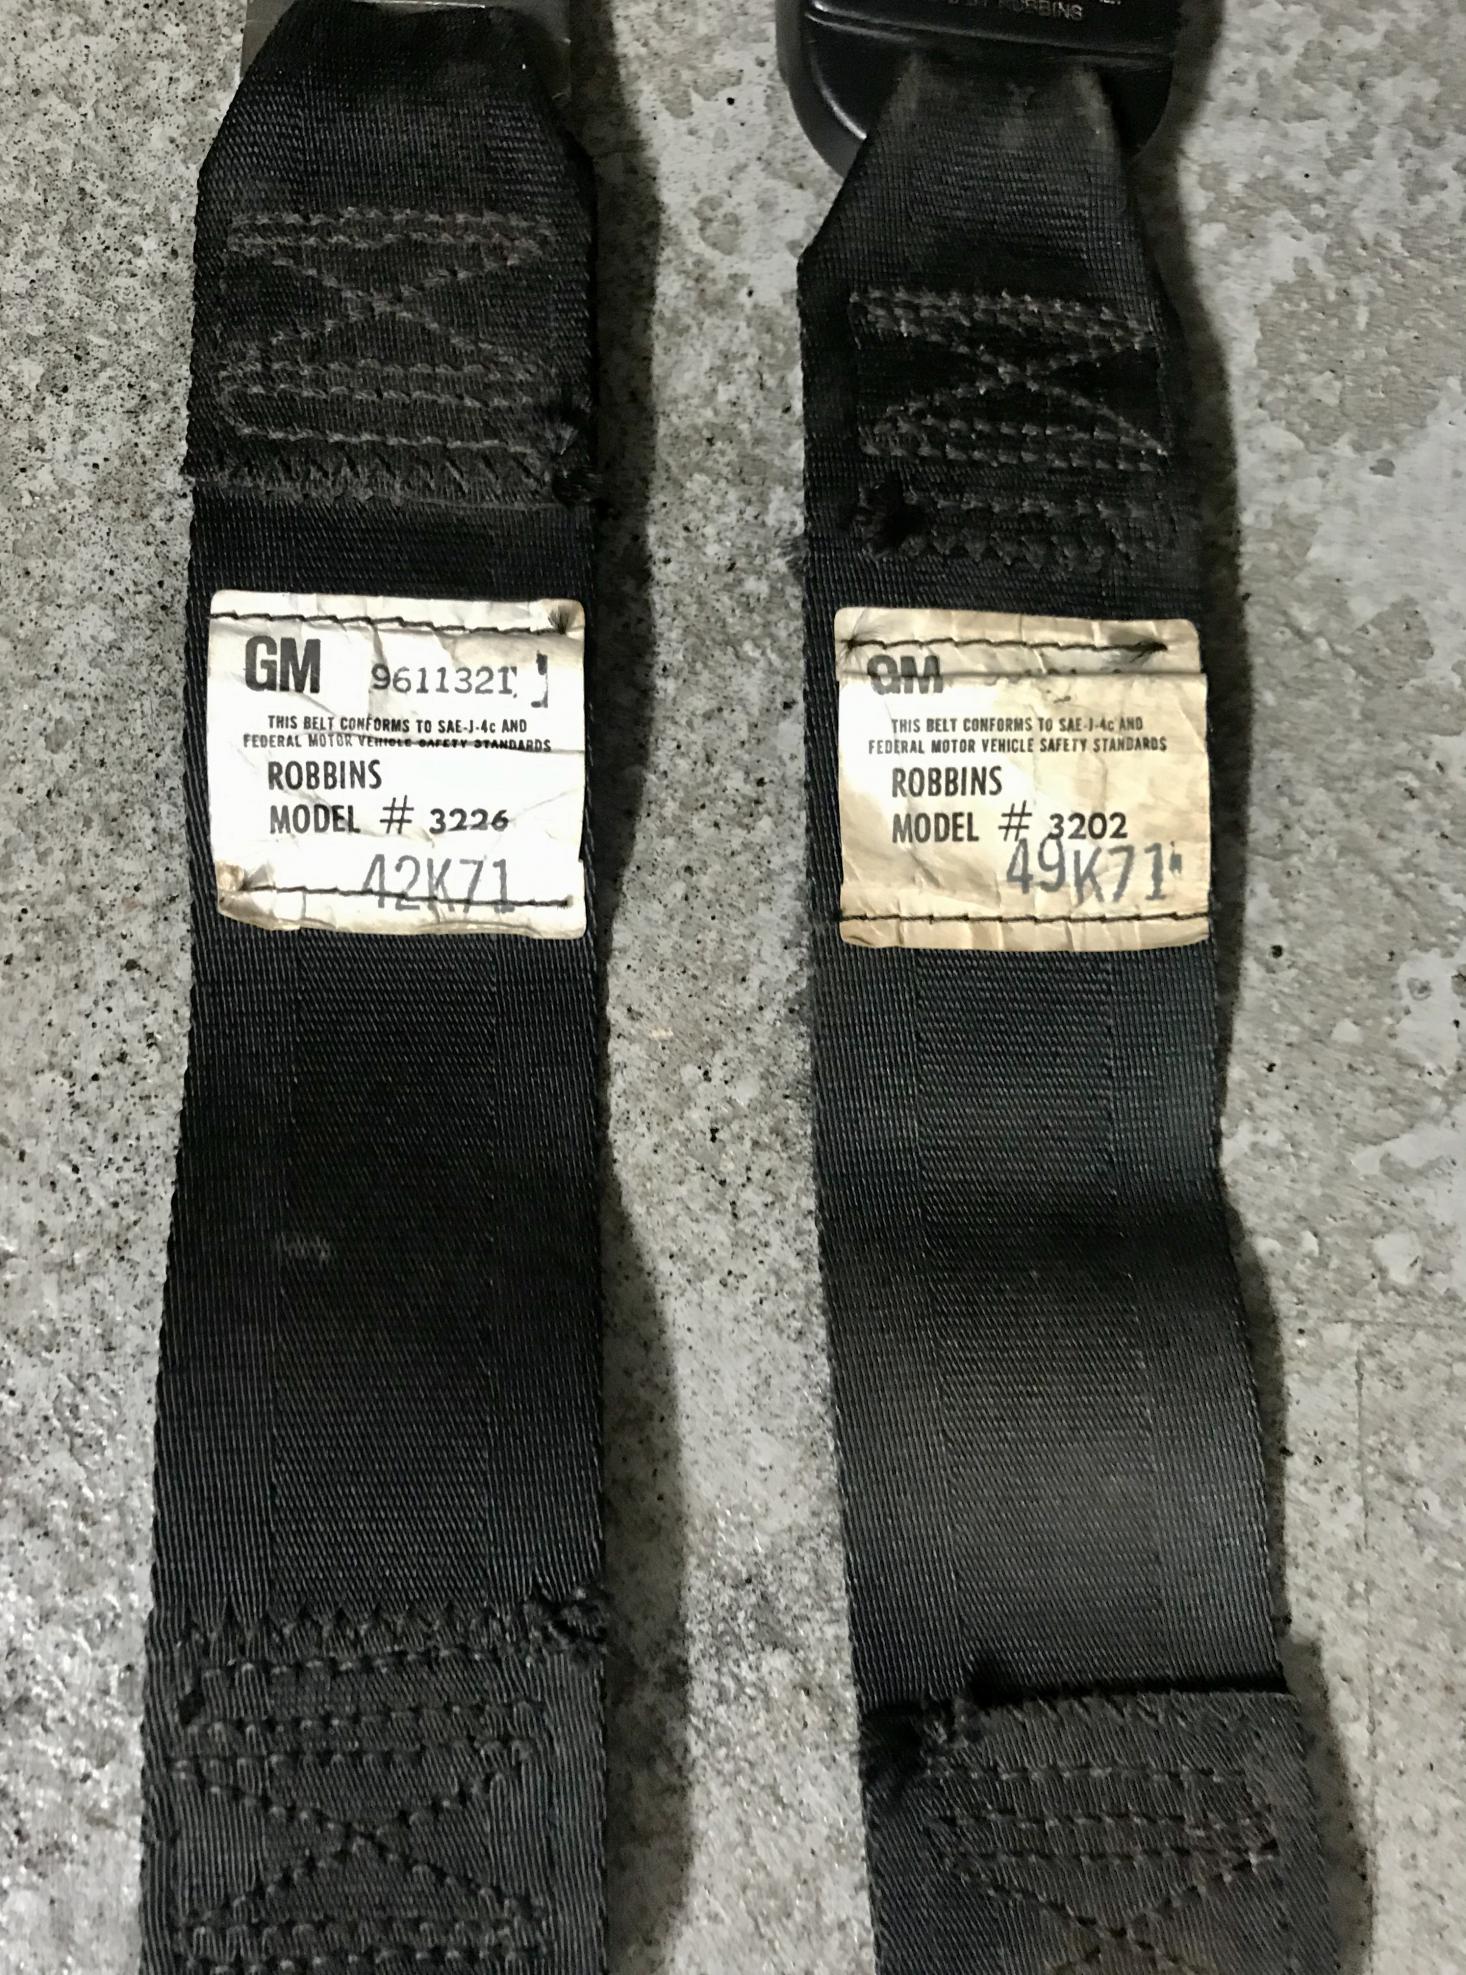 ROBBINS
GM 9611321
THIS BELT CONFORMS TO SAE-J-4c AND
FEDERAL MOTOR VEHICLE SAFETY STANDARDS
ROBBINS
MODEL # 3226
42K71
GM
THIS BELT CONFORMS TO SAE-J-4c AND
FEDERAL MOTOR VEHICLE SAFETY STANDARDS
ROBBINS
MODEL # 3202
49K71